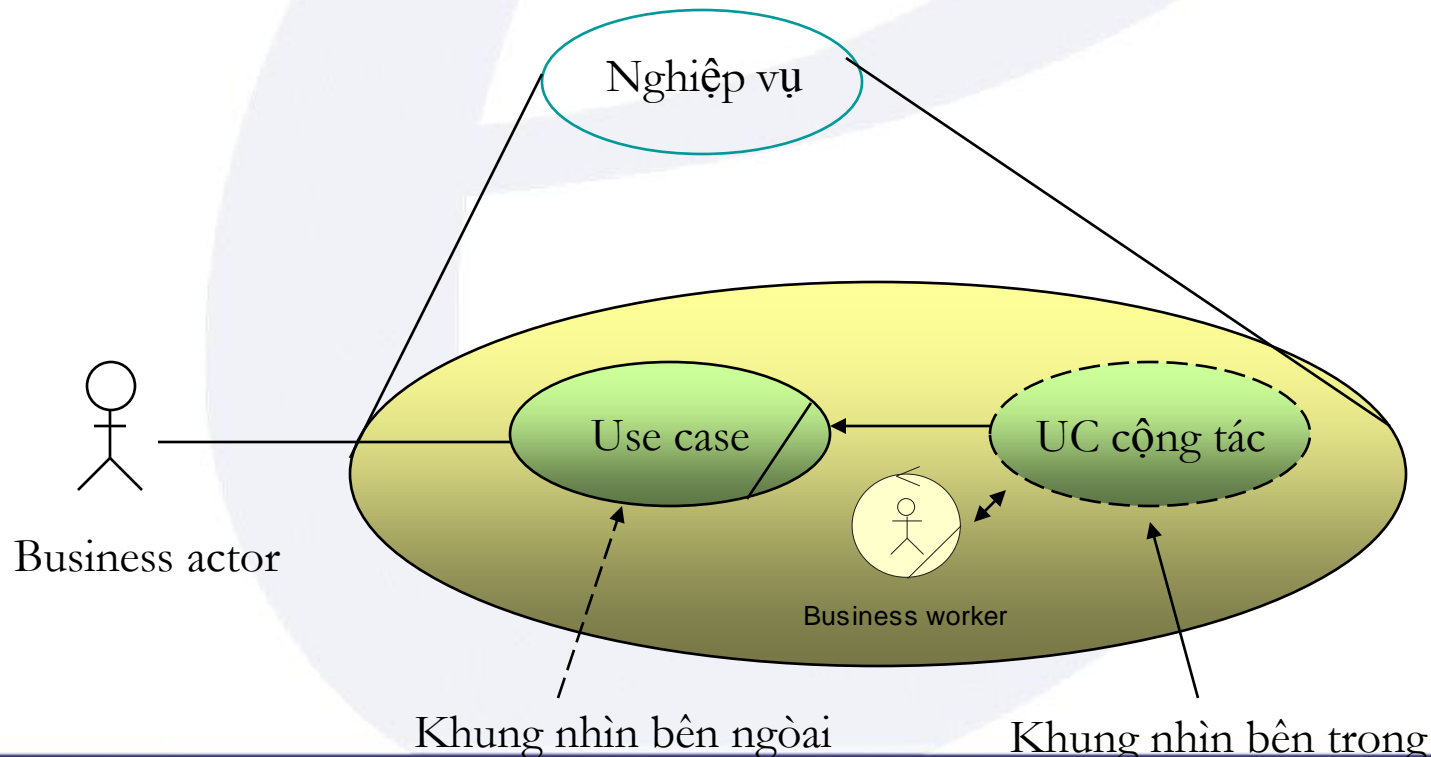 Nghiệp vụ
Use case
UC cộng tác
Business actor
Business worker
Khung nhìn bên ngòai
Khung nhìn bên trong